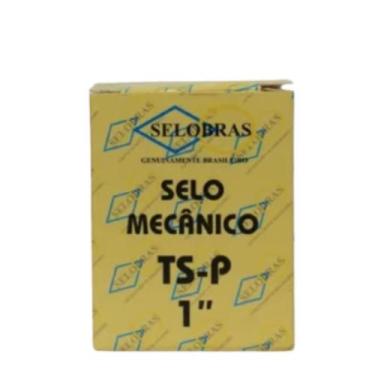 SELOBRAS
GENUINAMENTE BRASILEIRO
SELO
MECÂNICO
TS-P
1"